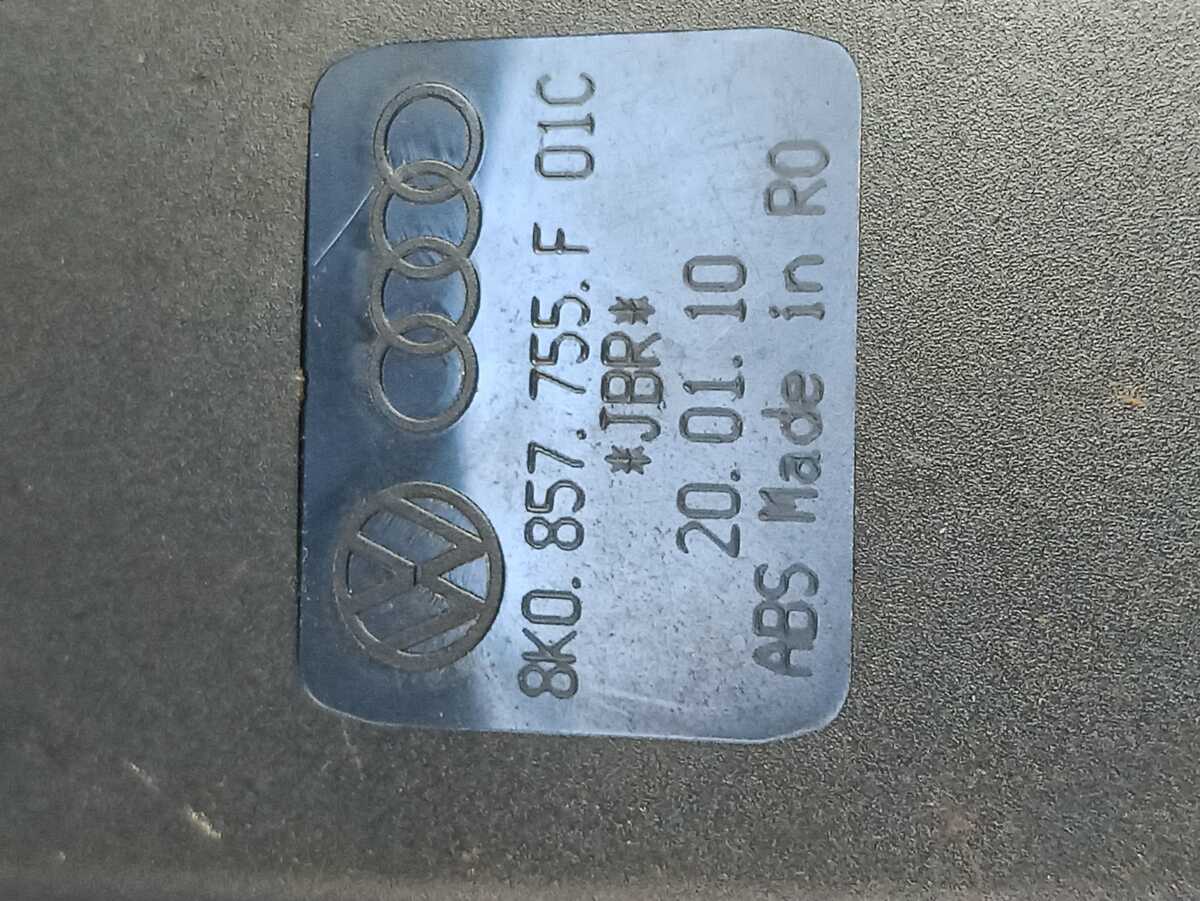 8K0.857.755.F 01C
*JBR*
20.01.10
ABS Made in RO